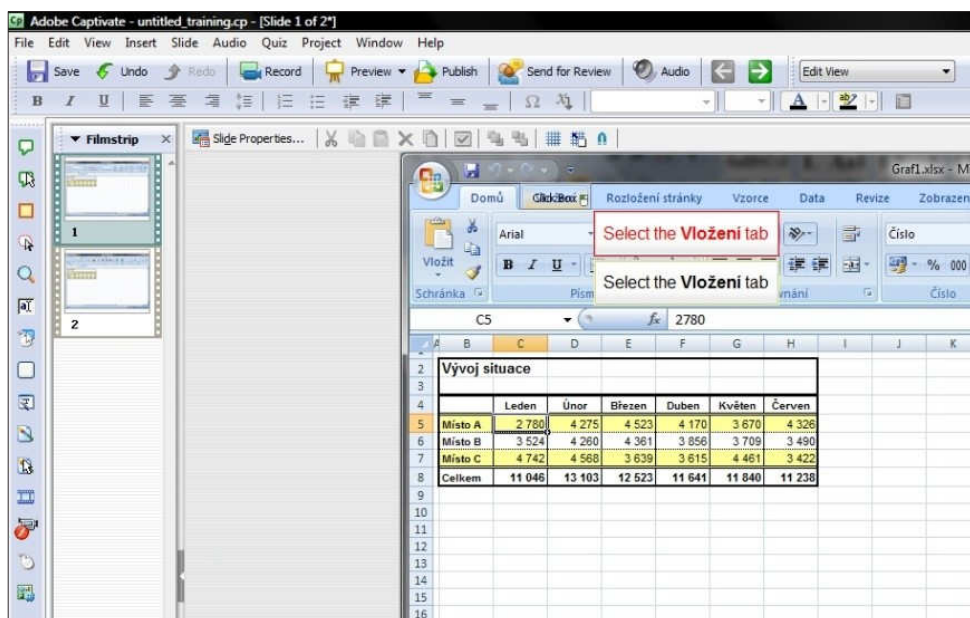 Adobe Captivate - untitled_training.cp - [Slide 1 of 2*]
File Edit View Insert Slide Audio Quiz Project Window Help
Save Undo Redo Record Preview Publish Send for Review Audio Edit View
B I U Ω A ab
Filmstrip × Slide Properties...
1
2
Graf1.xlsx - M
Domů Click Box Rozložení stránky Vzorce Data Revize Zobrazen
Vložit Arial Číslo
Select the Vložení tab
B I U % 000
Select the Vložení tab
Schránka Písm vnání Číslo
C5 fx 2780
A B C D E F G H I J K
2 Vývoj situace
3
4 Leden Únor Březen Duben Květen Červen
5 Místo A 2 780 4 275 4 523 4 170 3 670 4 326
6 Místo B 3 524 4 260 4 361 3 856 3 709 3 490
7 Místo C 4 742 4 568 3 639 3 615 4 461 3 422
8 Celkem 11 046 13 103 12 523 11 641 11 840 11 238
9
10
11
12
13
14
15
16